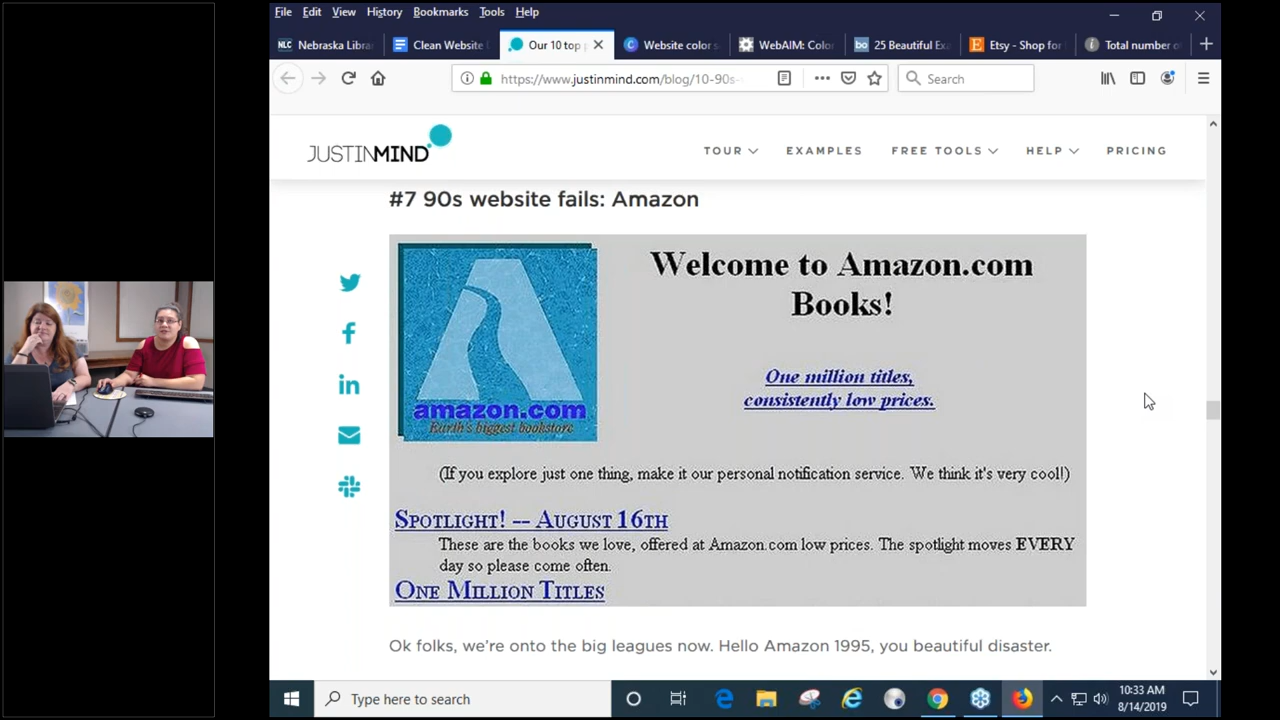 File Edit View History Bookmarks Tools Help
NLC Nebraska Libra Clean Website Our 10 top Website color s WebAIM: Colo bo 25 Beautiful Exa E Etsy - Shop for Total number o
https://www.justinmind.com/blog/10-90s- Search
JUSTINMIND TOUR EXAMPLES FREE TOOLS HELP PRICING
#7 90s website fails: Amazon
Welcome to Amazon.com
Books!
One million titles,
consistently low prices.
amazon.com
Earth's biggest bookstore
(If you explore just one thing, make it our personal notification service. We think it's very cool!)
SPOTLIGHT! -- AUGUST 16TH
These are the books we love, offered at Amazon.com low prices. The spotlight moves EVERY
day so please come often.
ONE MILLION TITLES
Ok folks, we're onto the big leagues now. Hello Amazon 1995, you beautiful disaster.
Type here to search
10:33 AM
8/14/2019